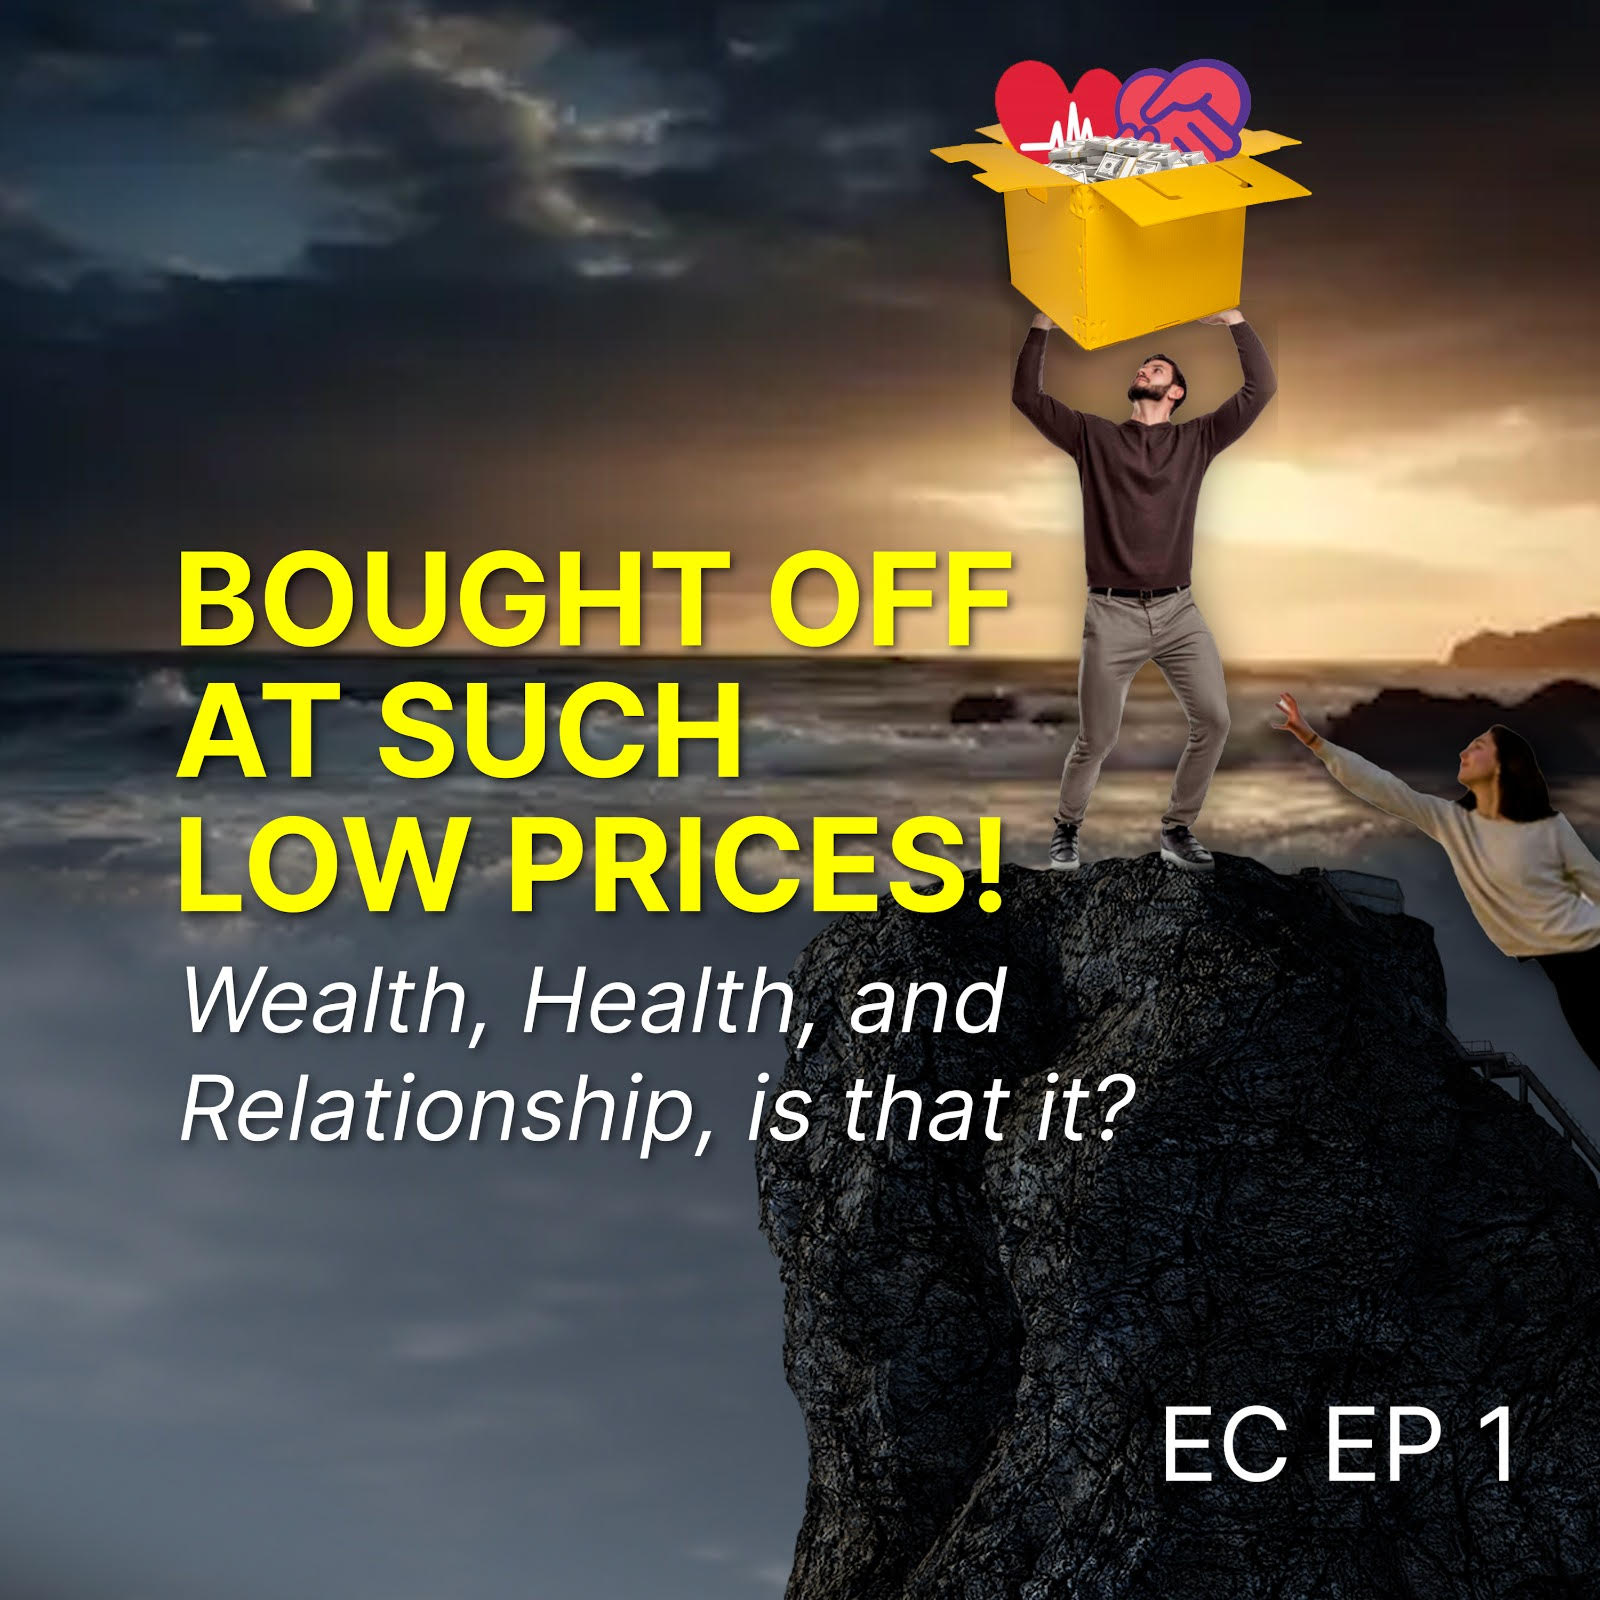 BOUGHT OFF
AT SUCH
LOW PRICES!
Wealth, Health, and
Relationship, is that it?
EC EP 1